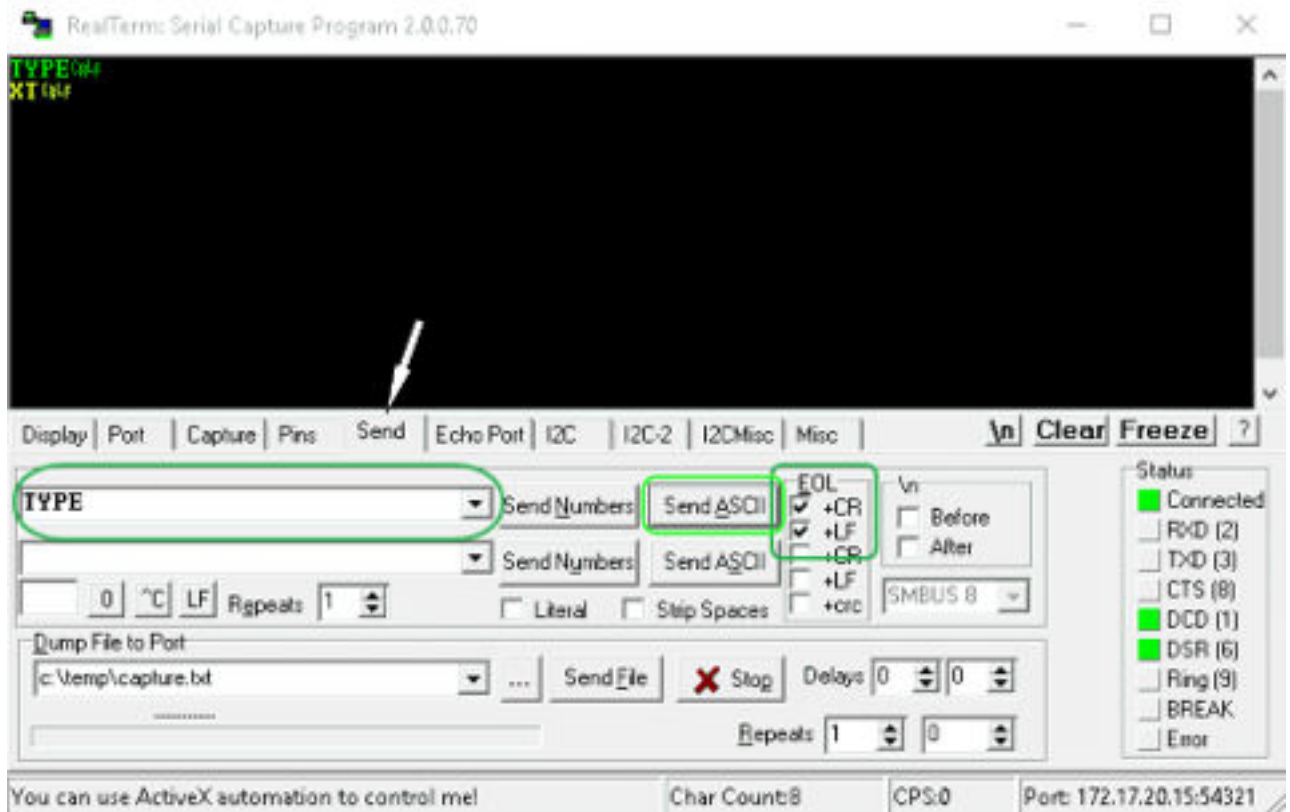 RealTerm: Serial Capture Program 2.0.0.70
TYPE CRLF
XT CRLF
Display Port Capture Pins Send Echo Port I2C I2C-2 I2CMisc Misc \n Clear Freeze ?
TYPE Send Numbers Send ASCII EOL +CR +LF \n Before After
Send Numbers Send ASCII +CR +LF +crc SMBUS 8
0 ^C LF Repeats 1 Literal Strip Spaces
Dump File to Port
c:\temp\capture.txt ... Send File Stop Delays 0 0
Repeats 1 0
Status
Connected
RXD (2)
TXD (3)
CTS (8)
DCD (1)
DSR (6)
Ring (9)
BREAK
Error
You can use ActiveX automation to control me! Char Count:8 CPS:0 Port: 172.17.20.15:54321